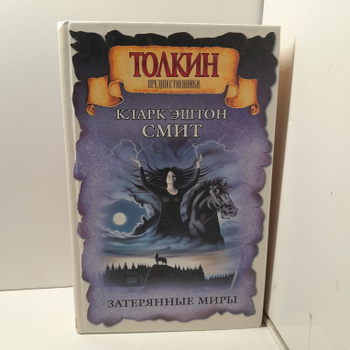 ТОЛКИН
ПРЕДШЕСТВЕННИКИ
КЛАРК ЭШТОН
СМИТ
ЗАТЕРЯННЫЕ МИРЫ